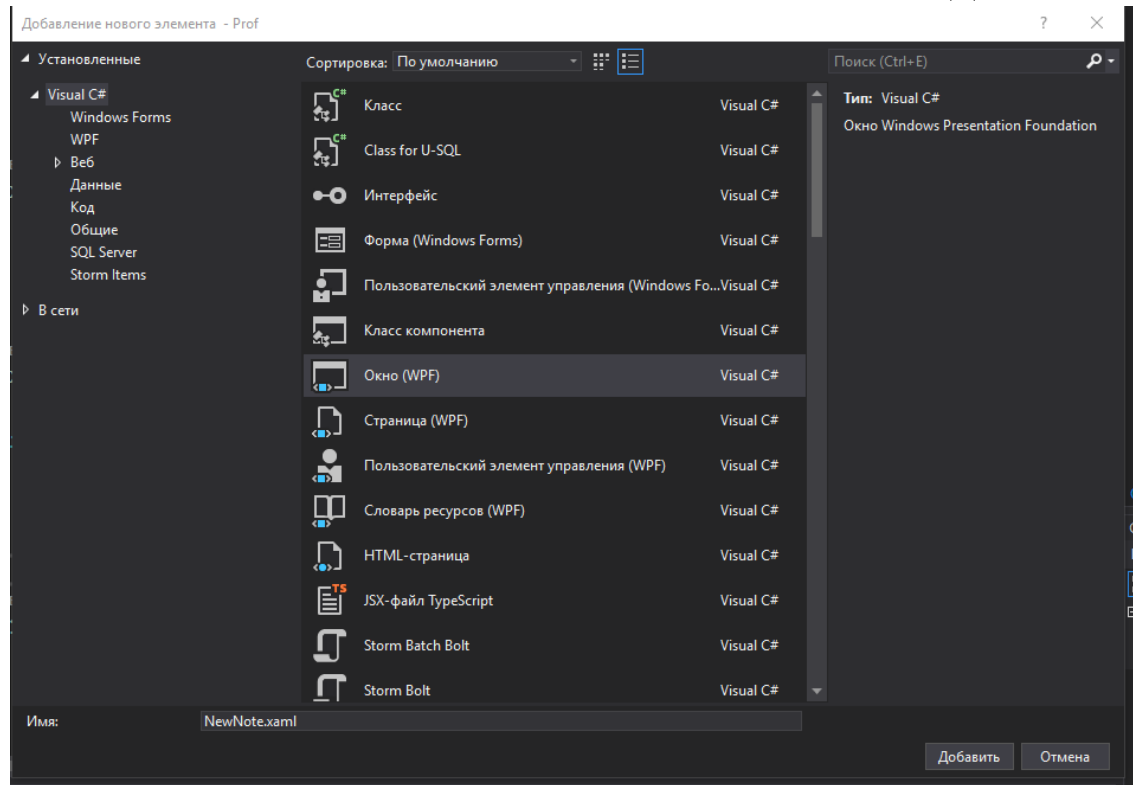 Добавление нового элемента - Prof
Установленные
Visual C#
Windows Forms
WPF
Веб
Данные
Код
Общие
SQL Server
Storm Items
В сети
Сортировка: По умолчанию
Класс Visual C#
Class for U-SQL Visual C#
Интерфейс Visual C#
Форма (Windows Forms) Visual C#
Пользовательский элемент управления (Windows Fo...Visual C#
Класс компонента Visual C#
Окно (WPF) Visual C#
Страница (WPF) Visual C#
Пользовательский элемент управления (WPF) Visual C#
Словарь ресурсов (WPF) Visual C#
HTML-страница Visual C#
JSX-файл TypeScript Visual C#
Storm Batch Bolt Visual C#
Storm Bolt Visual C#
Поиск (Ctrl+E)
Тип: Visual C#
Окно Windows Presentation Foundation
Имя: NewNote.xaml
Добавить Отмена